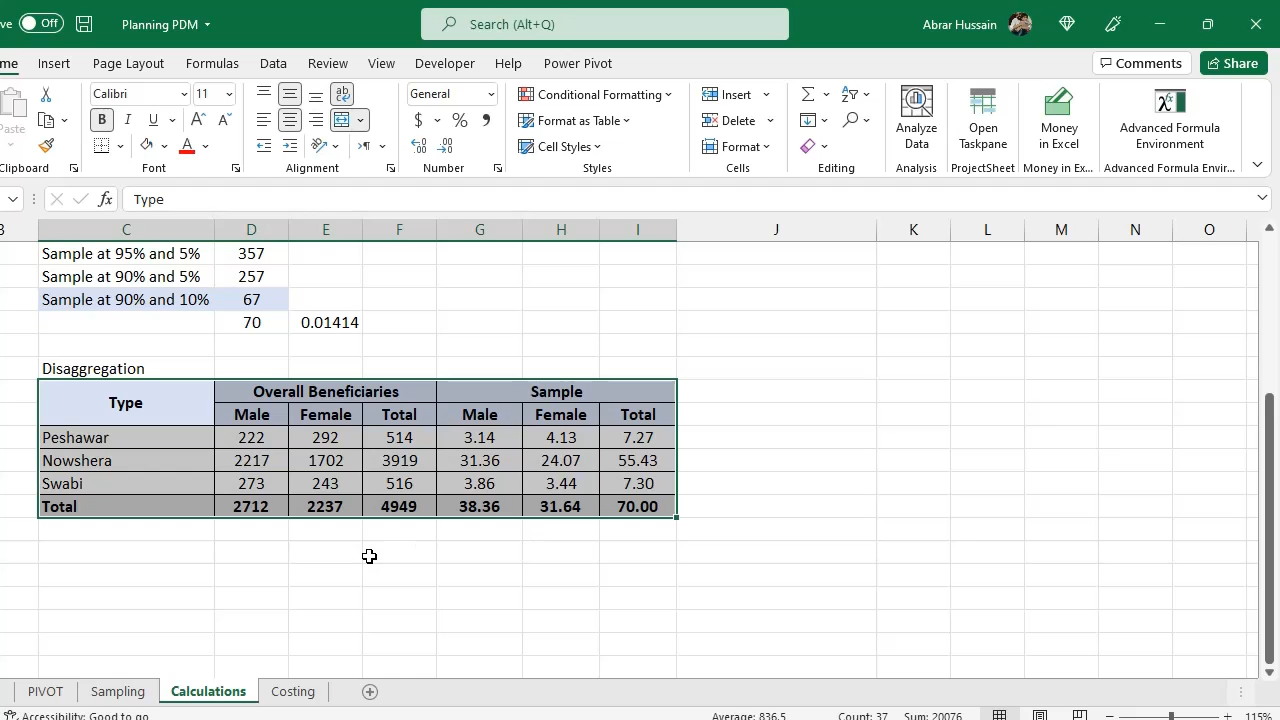 ve Off Planning PDM Search (Alt+Q) Abrar Hussain
me Insert Page Layout Formulas Data Review View Developer Help Power Pivot Comments Share
Calibri 11 ab General Conditional Formatting Insert Σ
Paste B I U A A $ % Format as Table Delete Analyze Data Open Taskpane Money in Excel Advanced Formula Environment
A Cell Styles Format
Clipboard Font Alignment Number Styles Cells Editing Analysis ProjectSheet Money in Ex... Advanced Formula Envir...
fx Type
B C D E F G H I J K L M N O
Sample at 95% and 5% 357
Sample at 90% and 5% 257
Sample at 90% and 10% 67
70 0.01414
Disaggregation
Type Overall Beneficiaries Sample
Male Female Total Male Female Total
Peshawar 222 292 514 3.14 4.13 7.27
Nowshera 2217 1702 3919 31.36 24.07 55.43
Swabi 273 243 516 3.86 3.44 7.30
Total 2712 2237 4949 38.36 31.64 70.00
PIVOT Sampling Calculations Costing
Accessibility: Good to go Average: 836.5 Count: 37 Sum: 20076 115%